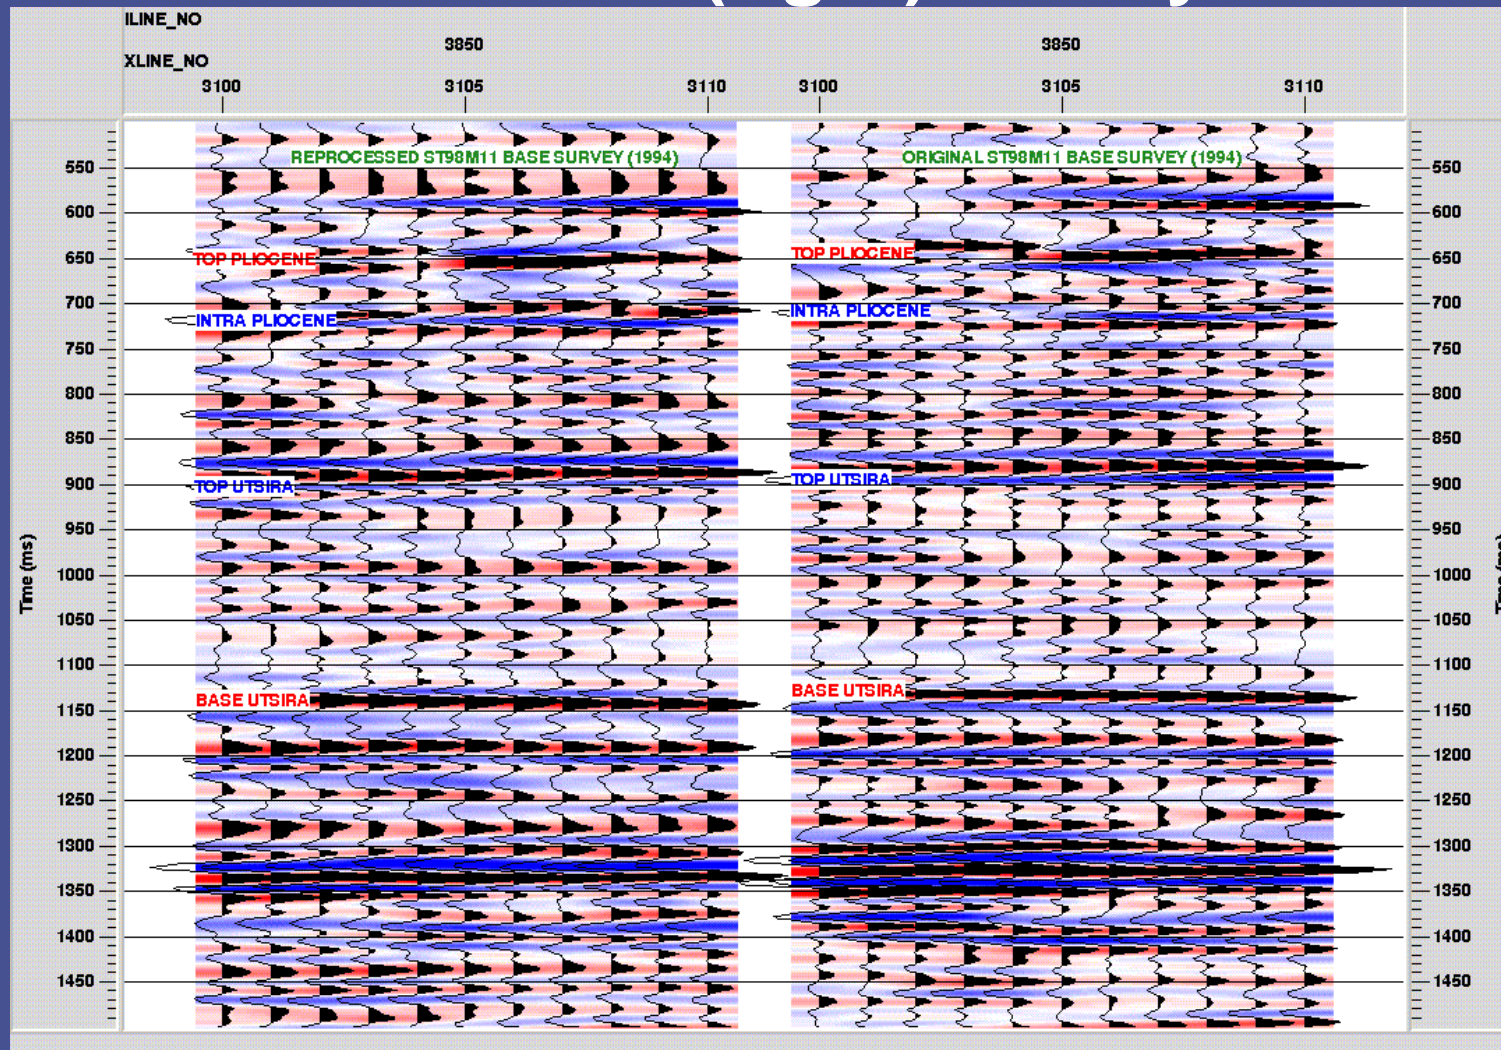 ILINE_NO
3850 3850
XLINE_NO
3100 3105 3110 3100 3105 3110
REPROCESSED ST98M11 BASE SURVEY (1994) ORIGINAL ST98M11 BASE SURVEY (1994)
550 550
600 600
TOP PLIOCENE TOP PLIOCENE
650 650
700 700
INTRA PLIOCENE INTRA PLIOCENE
750 750
800 800
850 850
TOP UTSIRA TOP UTSIRA
900 900
950 950
Time (ms)
1000 1000
1050 1050
1100 1100
BASE UTSIRA BASE UTSIRA
1150 1150
1200 1200
1250 1250
1300 1300
1350 1350
1400 1400
1450 1450